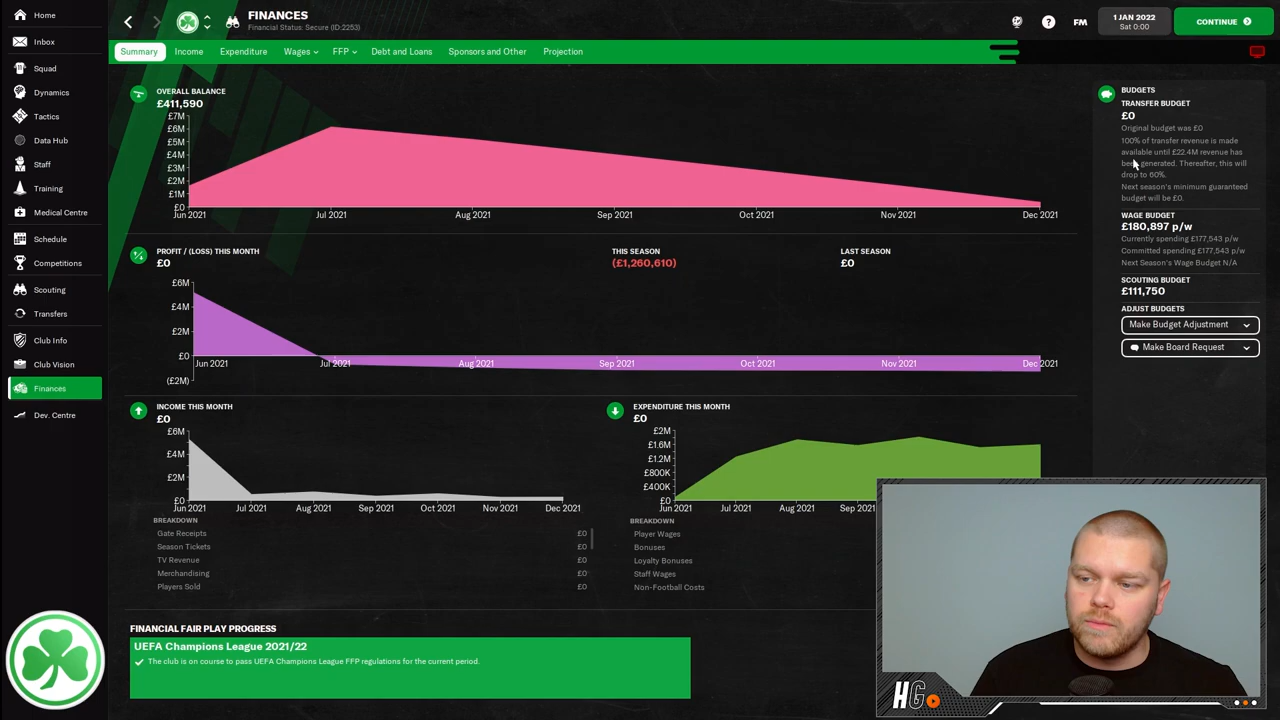 Home
Inbox
Squad
Dynamics
Tactics
Data Hub
Staff
Training
Medical Centre
Schedule
Competitions
Scouting
Transfers
Club Info
Club Vision
Finances
Dev. Centre
FINANCES
Financial Status: Secure (ID:2253)
FM
1 JAN 2022
Sat 0:00
CONTINUE
Summary
Income
Expenditure
Wages
FFP
Debt and Loans
Sponsors and Other
Projection
OVERALL BALANCE
£411,590
£7M
£6M
£5M
£4M
£3M
£2M
£1M
£0
Jun 2021 Jul 2021 Aug 2021 Sep 2021 Oct 2021 Nov 2021 Dec 2021
PROFIT / (LOSS) THIS MONTH
£0
THIS SEASON
(£1,260,610)
LAST SEASON
£0
£6M
£4M
£2M
£0
(£2M)
Jun 2021 Jul 2021 Aug 2021 Sep 2021 Oct 2021 Nov 2021 Dec 2021
INCOME THIS MONTH
£0
£6M
£4M
£2M
£0
Jun 2021 Jul 2021 Aug 2021 Sep 2021 Oct 2021 Nov 2021 Dec 2021
BREAKDOWN
Gate Receipts £0
Season Tickets £0
TV Revenue £0
Merchandising £0
Players Sold £0
EXPENDITURE THIS MONTH
£0
£2M
£1.6M
£1.2M
£800K
£400K
£0
Jun 2021 Jul 2021 Aug 2021 Sep 2021
BREAKDOWN
Player Wages
Bonuses
Loyalty Bonuses
Staff Wages
Non-Football Costs
FINANCIAL FAIR PLAY PROGRESS
UEFA Champions League 2021/22
The club is on course to pass UEFA Champions League FFP regulations for the current period.
BUDGETS
TRANSFER BUDGET
£0
Original budget was £0
100% of transfer revenue is made
available until £22.4M revenue has
been generated. Thereafter, this will
drop to 60%.
Next season's minimum guaranteed
budget will be £0.
WAGE BUDGET
£180,897 p/w
Currently spending £177,543 p/w
Committed spending £177,543 p/w
Next Season's Wage Budget N/A
SCOUTING BUDGET
£111,750
ADJUST BUDGETS
Make Budget Adjustment
Make Board Request
HG